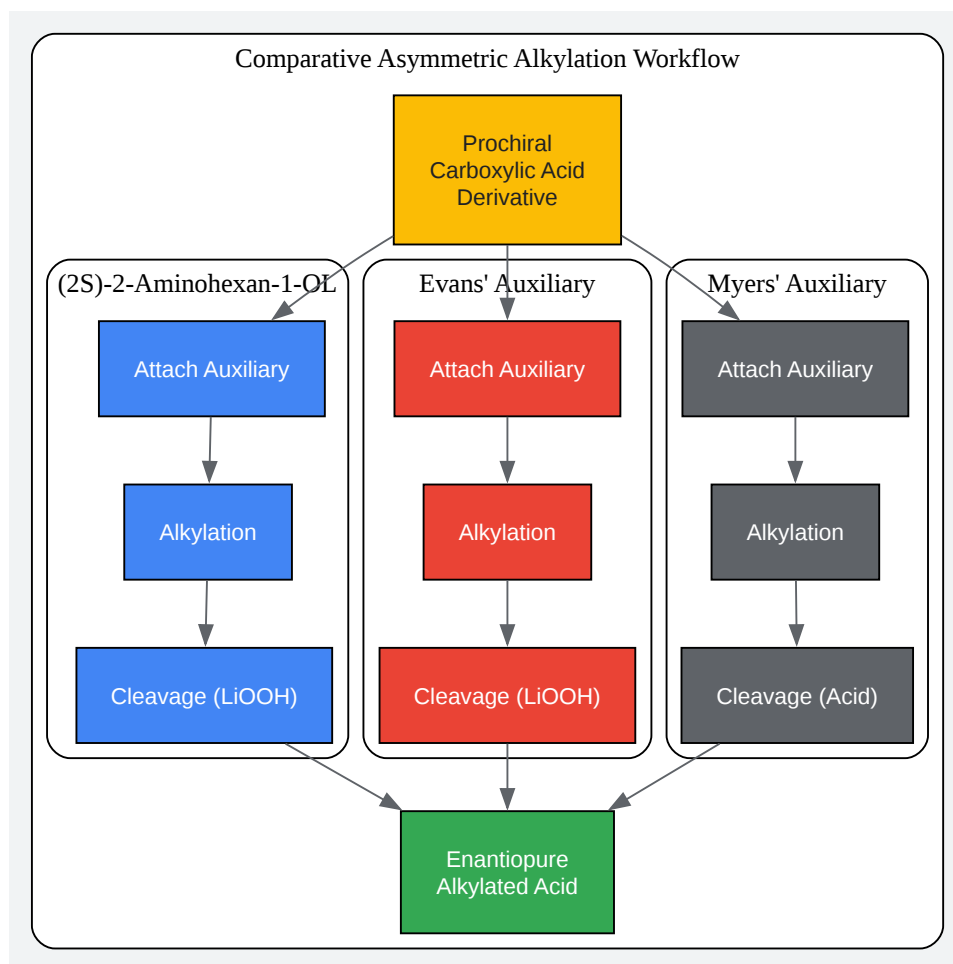 Comparative Asymmetric Alkylation Workflow
Prochiral
Carboxylic Acid
Derivative
(2S)-2-Aminohexan-1-OL
Evans' Auxiliary
Myers' Auxiliary
Attach Auxiliary
Attach Auxiliary
Attach Auxiliary
Alkylation
Alkylation
Alkylation
Cleavage (LiOOH)
Cleavage (LiOOH)
Cleavage (Acid)
Enantiopure
Alkylated Acid